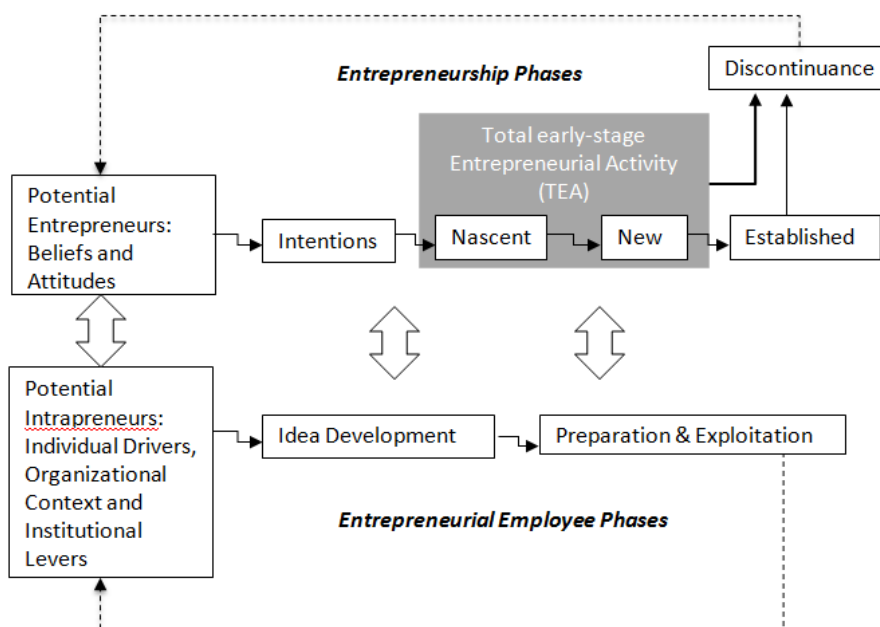 Entrepreneurship Phases
Discontinuance
Total early-stage
Entrepreneurial Activity
(TEA)
Potential
Entrepreneurs:
Beliefs and
Attitudes
Intentions
Nascent
New
Established
Potential
Intrapreneurs:
Individual Drivers,
Organizational
Context and
Institutional
Levers
Idea Development
Preparation & Exploitation
Entrepreneurial Employee Phases